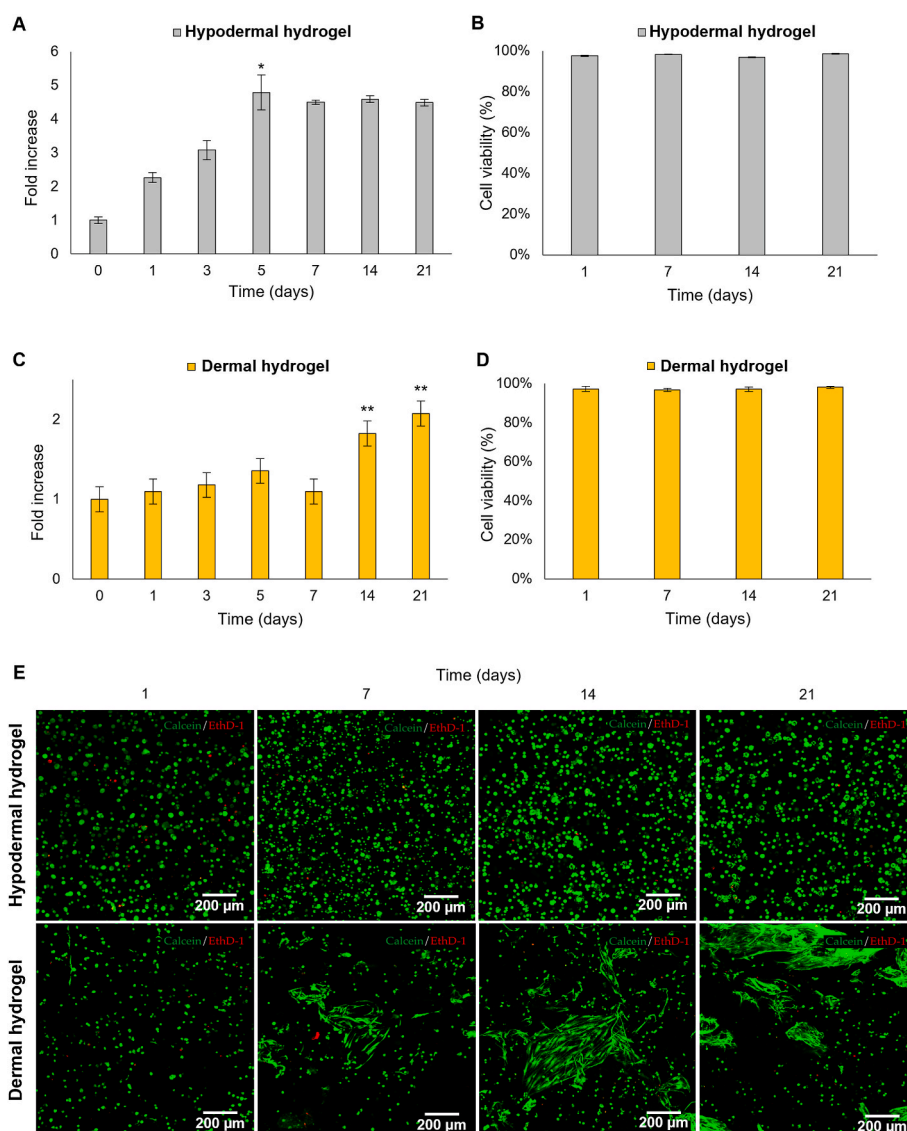 A
Hypodermal hydrogel
6
5
4
3
2
1
0
Fold increase
*
0 1 3 5 7 14 21
Time (days)
B
Hypodermal hydrogel
100%
80%
60%
40%
20%
0%
Cell viability (%)
1 7 14 21
Time (days)
C
Dermal hydrogel
2
1
0
Fold increase
** **
0 1 3 5 7 14 21
Time (days)
D
Dermal hydrogel
100%
80%
60%
40%
20%
0%
Cell viability (%)
1 7 14 21
Time (days)
E
Time (days)
1 7 14 21
Hypodermal hydrogel
Calcein/EthD-1 Calcein/EthD-1 Calcein/EthD-1 Calcein/EthD-1
200 µm 200 µm 200 µm 200 µm
Dermal hydrogel
Calcein/EthD-1 Calcein/EthD-1 Calcein/EthD-1 Calcein/EthD-1
200 µm 200 µm 200 µm 200 µm